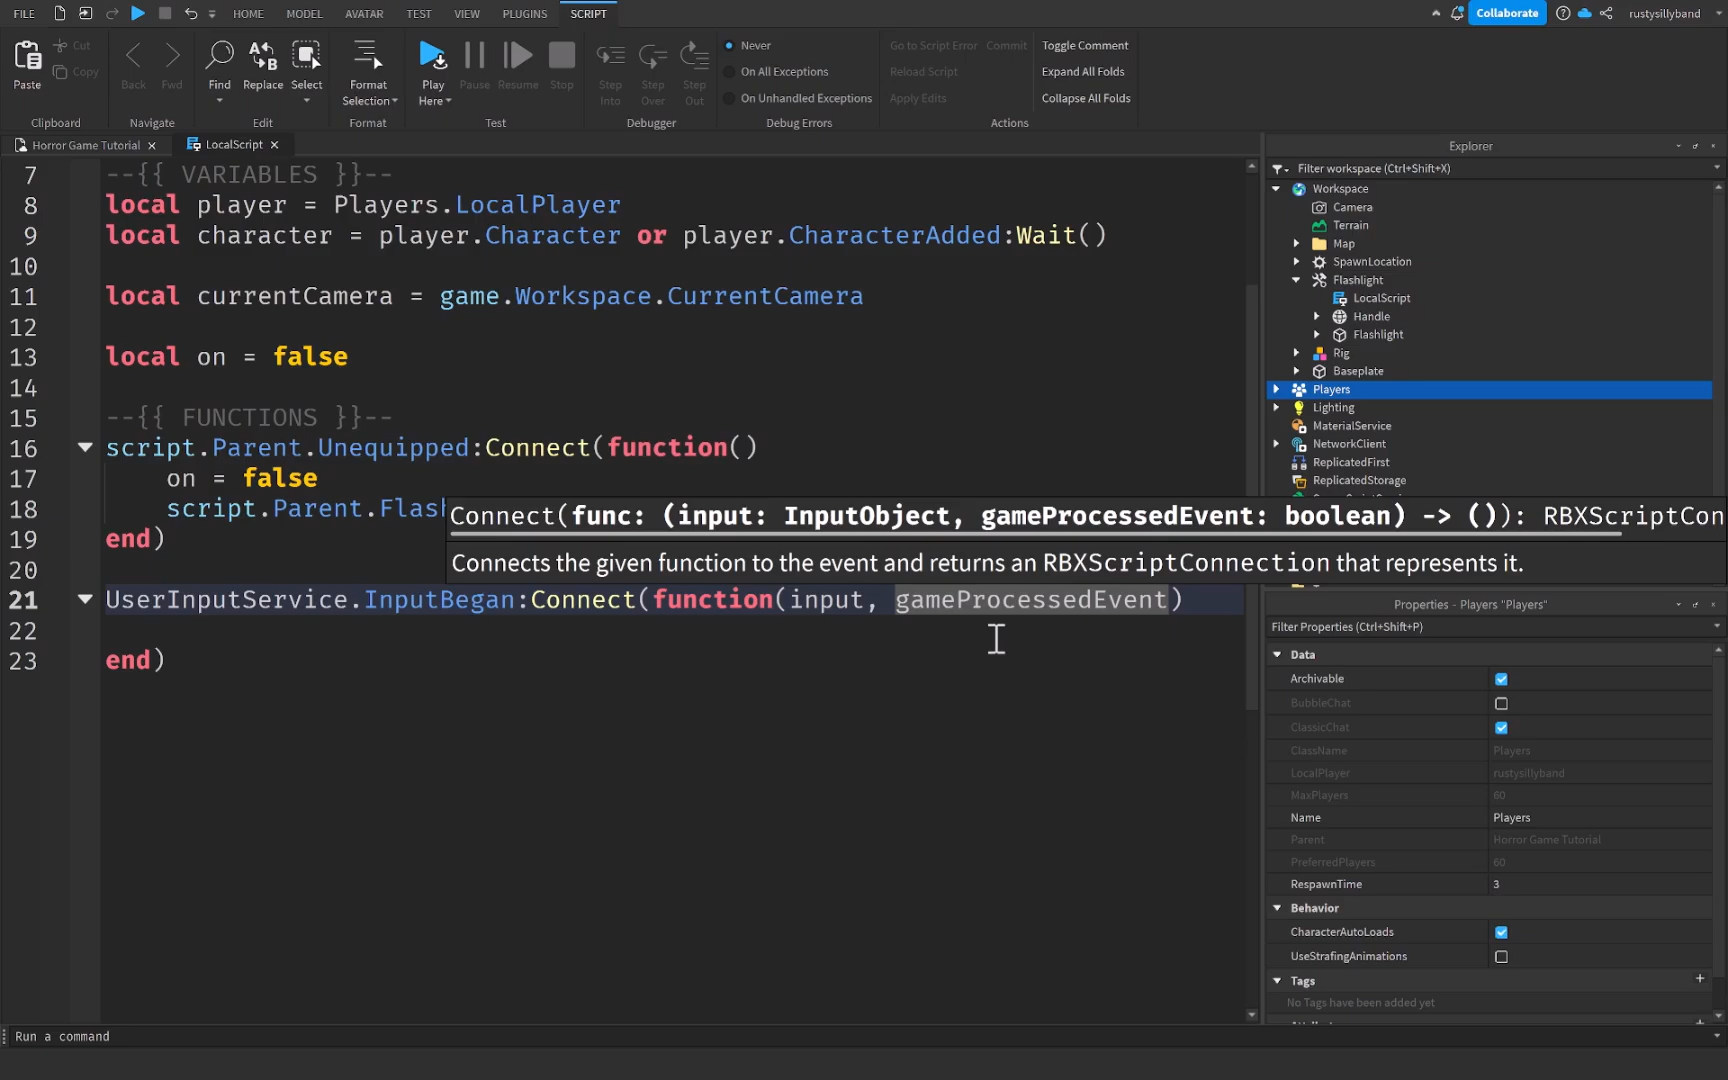 FILE HOME MODEL AVATAR TEST VIEW PLUGINS SCRIPT Collaborate rustysillyband
Paste Cut Copy Back Fwd Find Replace Select Format Selection Play Here Pause Resume Stop Step Into Step Over Step Out
Never
On All Exceptions
On Unhandled Exceptions
Go to Script Error Commit
Reload Script
Apply Edits
Toggle Comment
Expand All Folds
Collapse All Folds
Clipboard Navigate Edit Format Test Debugger Debug Errors Actions
Horror Game Tutorial LocalScript
7 --{{ VARIABLES }}--
8 local player = Players.LocalPlayer
9 local character = player.Character or player.CharacterAdded:Wait()
10
11 local currentCamera = game.Workspace.CurrentCamera
12
13 local on = false
14
15 --{{ FUNCTIONS }}--
16 script.Parent.Unequipped:Connect(function()
17 on = false
18 script.Parent.Flash
19 end)
20
21 UserInputService.InputBegan:Connect(function(input, gameProcessedEvent)
22
23 end)
Connect(func: (input: InputObject, gameProcessedEvent: boolean) -> ()): RBXScriptCon
Connects the given function to the event and returns an RBXScriptConnection that represents it.
Explorer
Filter workspace (Ctrl+Shift+X)
Workspace
Camera
Terrain
Map
SpawnLocation
Flashlight
LocalScript
Handle
Flashlight
Rig
Baseplate
Players
Lighting
MaterialService
NetworkClient
ReplicatedFirst
ReplicatedStorage
Properties - Players "Players"
Filter Properties (Ctrl+Shift+P)
Data
Archivable
BubbleChat
ClassicChat
ClassName Players
LocalPlayer rustysillyband
MaxPlayers 60
Name Players
Parent Horror Game Tutorial
PreferredPlayers 60
RespawnTime 3
Behavior
CharacterAutoLoads
UseStrafingAnimations
Tags
No Tags have been added yet
Run a command